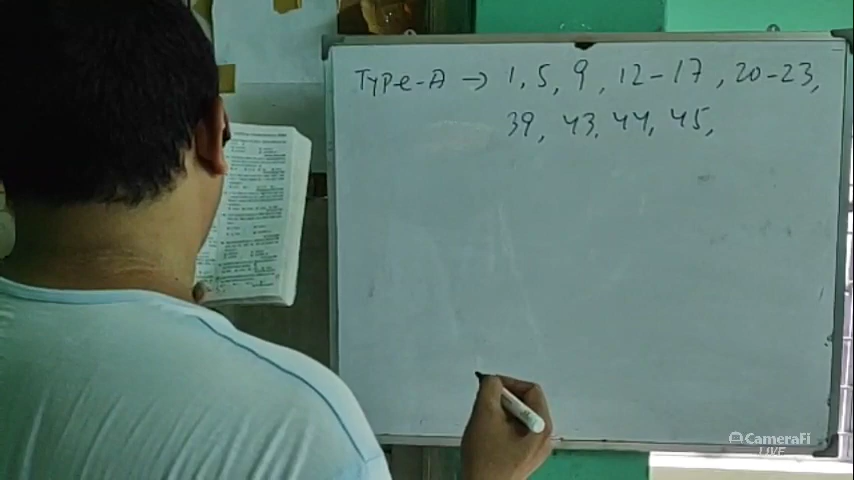 Type-A → 1, 5, 9, 12-17, 20-23,
39, 43, 44, 45,
CameraFi
LIVE